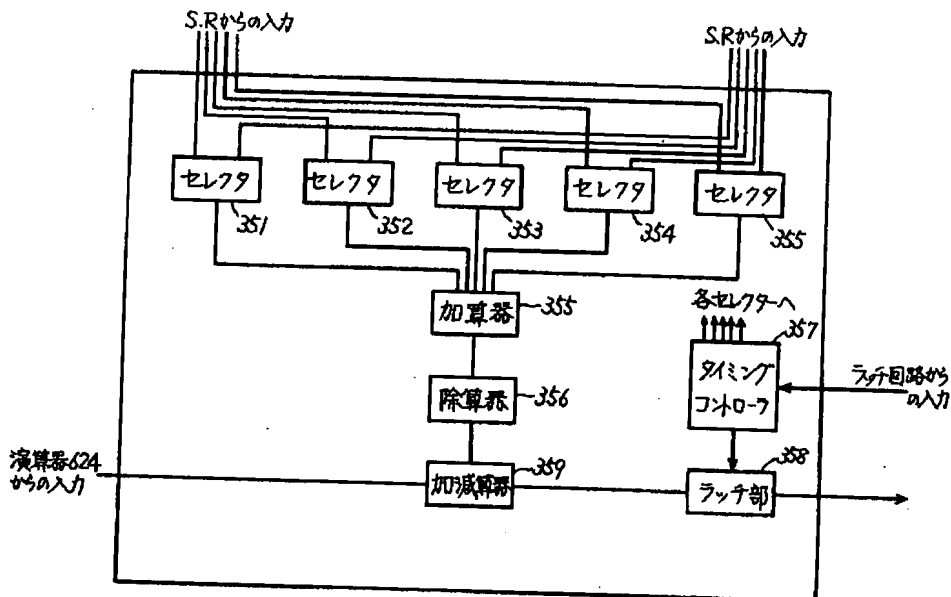 S.Rからの入力
S.Rからの入力
セレクタ
セレクタ
セレクタ
セレクタ
セレクタ
351
352
353
354
355
加算器
355
各セレクターへ
357
タイミング
コントローラ
ラッチ回路から
の入力
除算器
356
演算器624
からの入力
加減算器
359
358
ラッチ部